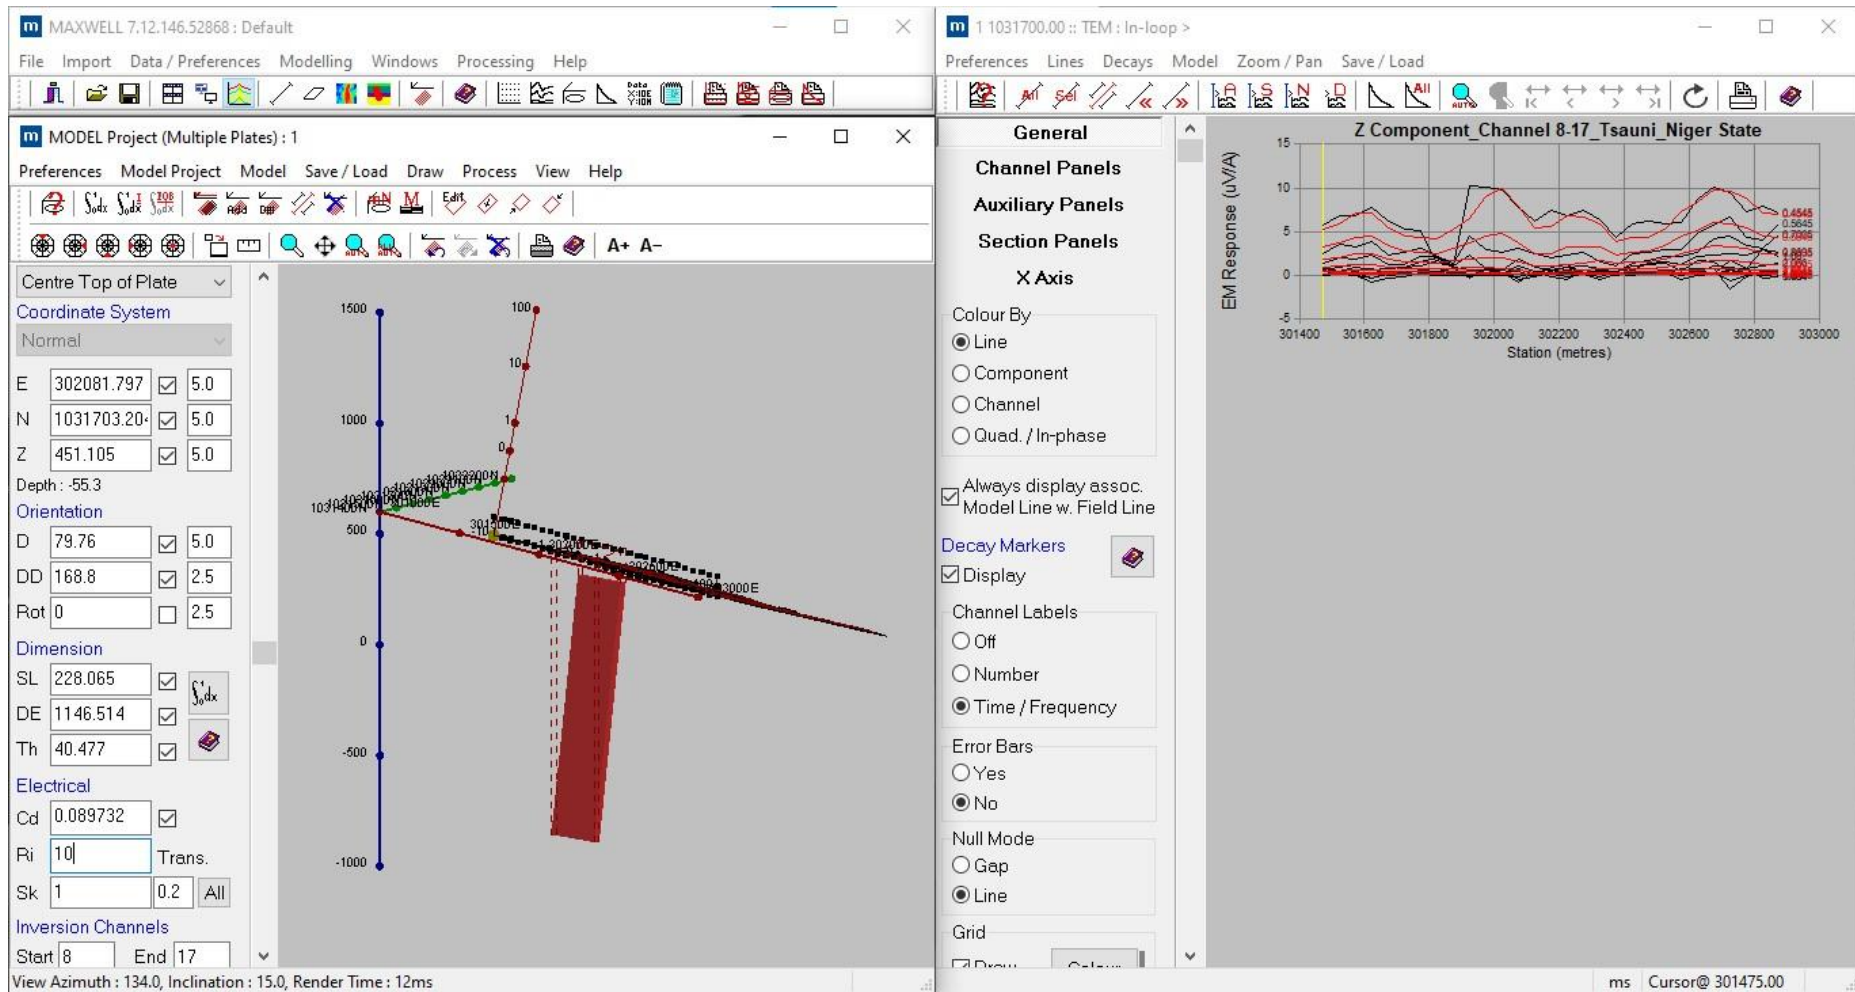 MAXWELL 7.12.146.52868 : Default
File Import Data / Preferences Modelling Windows Processing Help
MODEL Project (Multiple Plates) : 1
Preferences Model Project Model Save / Load Draw Process View Help
A+ A-
Centre Top of Plate
Coordinate System
Normal
E 302081.797 5.0
N 1031703.20 5.0
Z 451.105 5.0
Depth : -55.3
Orientation
D 79.76 5.0
DD 168.8 2.5
Rot 0 2.5
Dimension
SL 228.065
DE 1146.514
Th 40.477
Electrical
Cd 0.089732
Ri 10 Trans.
Sk 1 0.2 All
Inversion Channels
Start 8 End 17
View Azimuth : 134.0, Inclination : 15.0, Render Time : 12ms
1500
1000
500
0
-500
-1000
100
10
1
0
1 1031700.00 :: TEM : In-loop >
Preferences Lines Decays Model Zoom / Pan Save / Load
General
Channel Panels
Auxiliary Panels
Section Panels
X Axis
Colour By
Line
Component
Channel
Quad. / In-phase
Always display assoc.
Model Line w. Field Line
Decay Markers
Display
Channel Labels
Off
Number
Time / Frequency
Error Bars
Yes
No
Null Mode
Gap
Line
Grid
Draw Colour
Z Component_Channel 8-17_Tsauni_Niger State
EM Response (uV/A)
15
10
5
0
-5
301400 301600 301800 302000 302200 302400 302600 302800 303000
Station (metres)
0.4545
0.5645
ms Cursor@ 301475.00